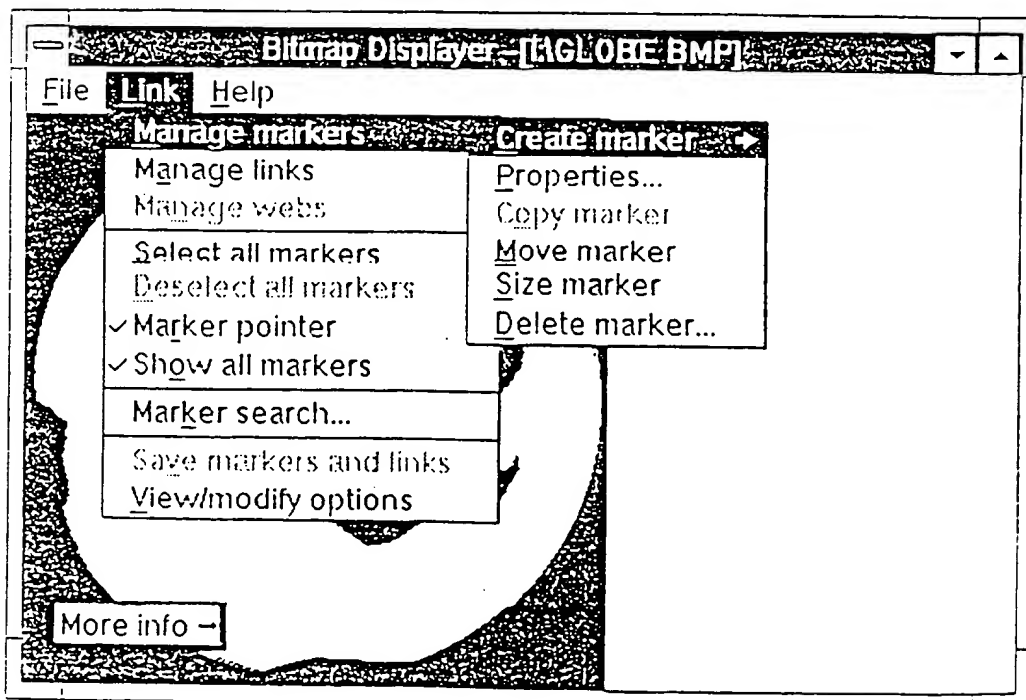 Bitmap Displayer -[I:\GLOBE.BMP]
File Link Help
Manage markers
Manage links
Manage webs
Select all markers
Deselect all markers
✓ Marker pointer
✓ Show all markers
Marker search...
Save markers and links
View/modify options
Create marker →
Properties...
Copy marker
Move marker
Size marker
Delete marker...
More info →